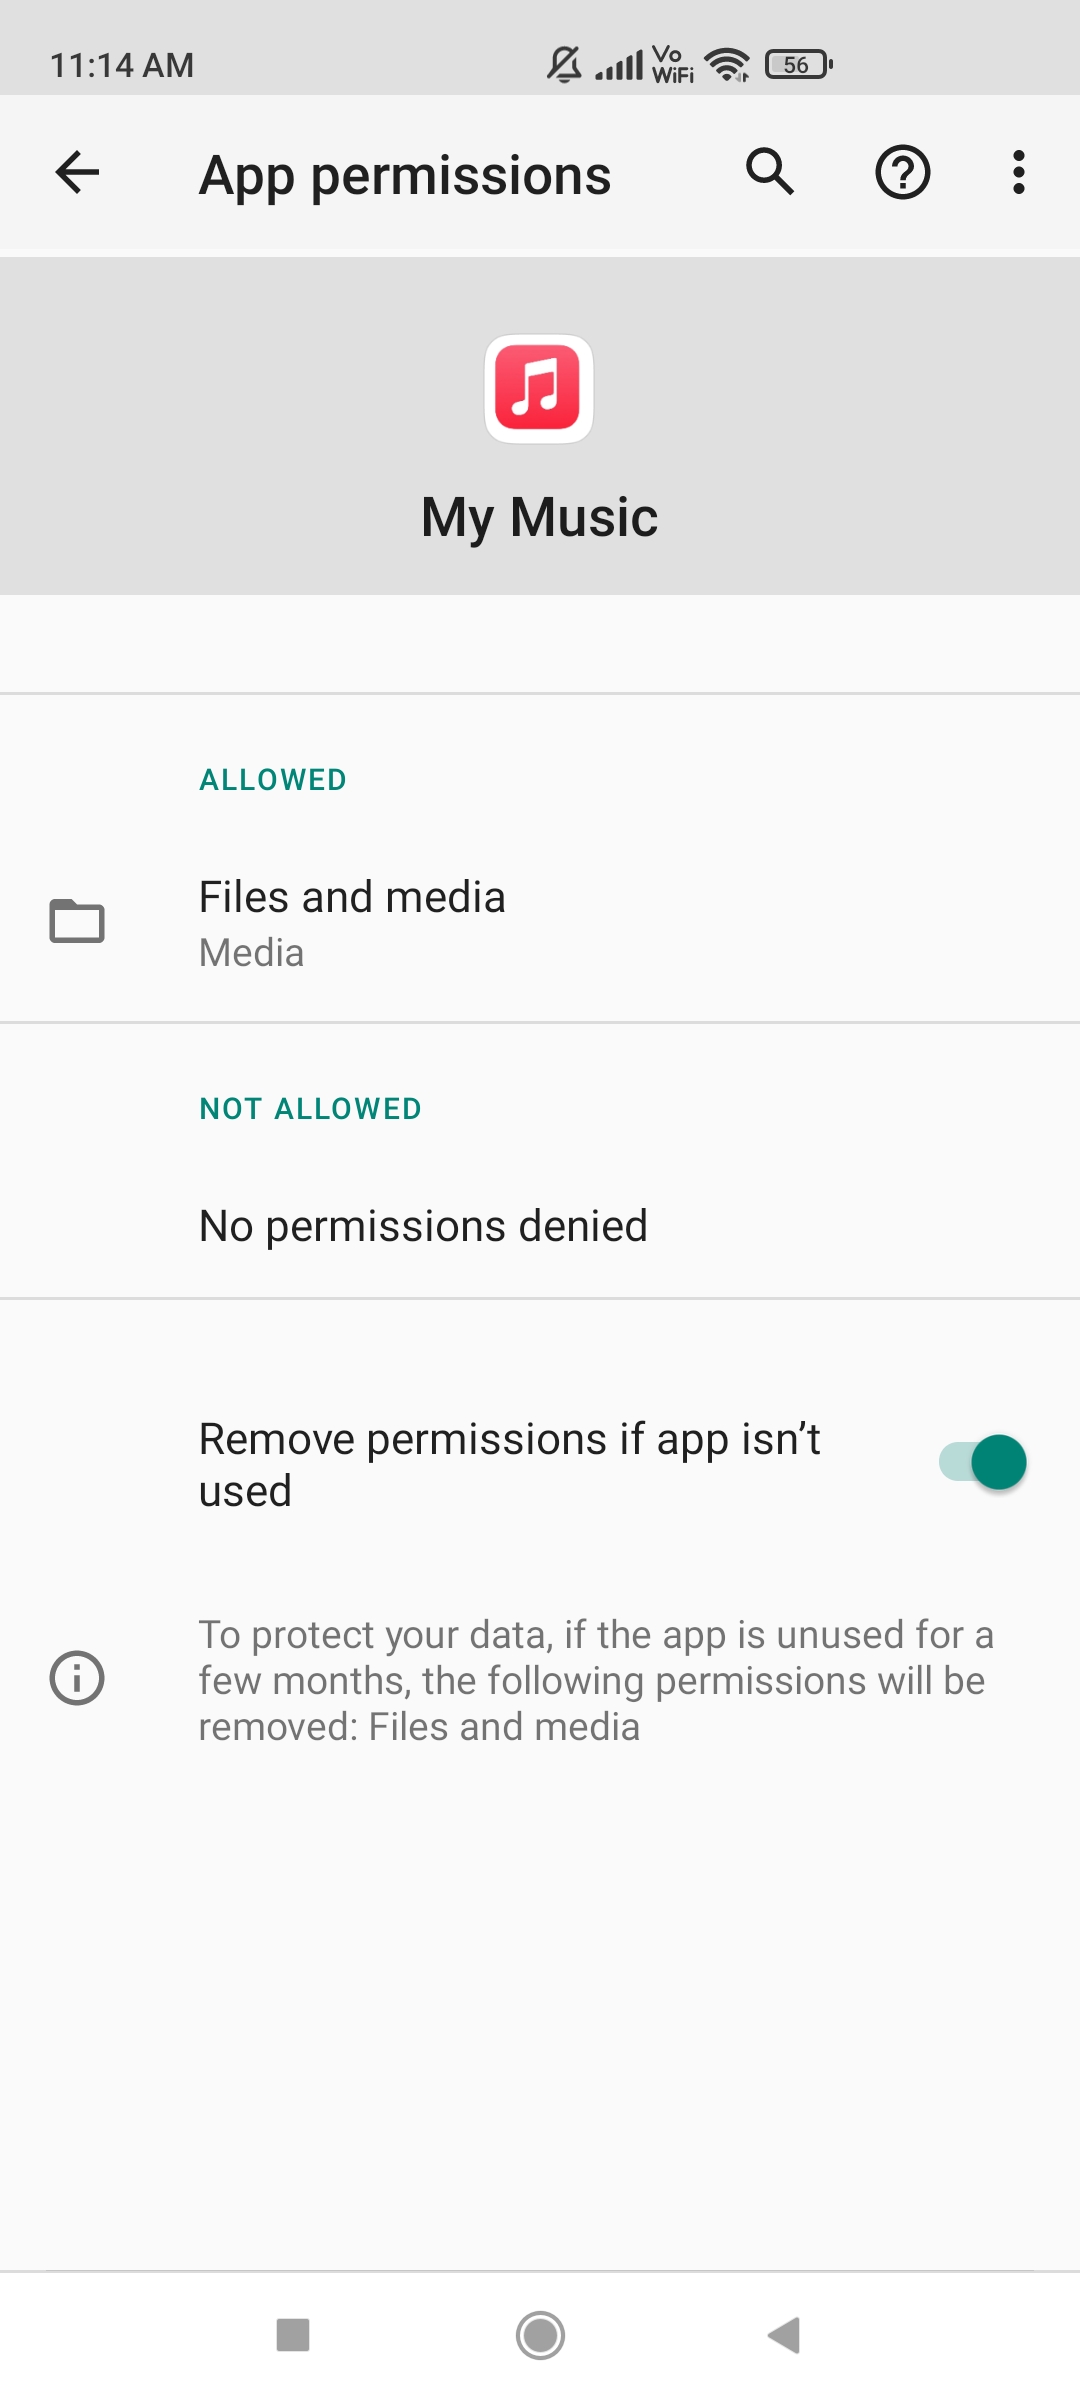 11:14 AM
Vo
WiFi
56
App permissions
My Music
ALLOWED
Files and media
Media
NOT ALLOWED
No permissions denied
Remove permissions if app isn’t
used
To protect your data, if the app is unused for a
few months, the following permissions will be
removed: Files and media